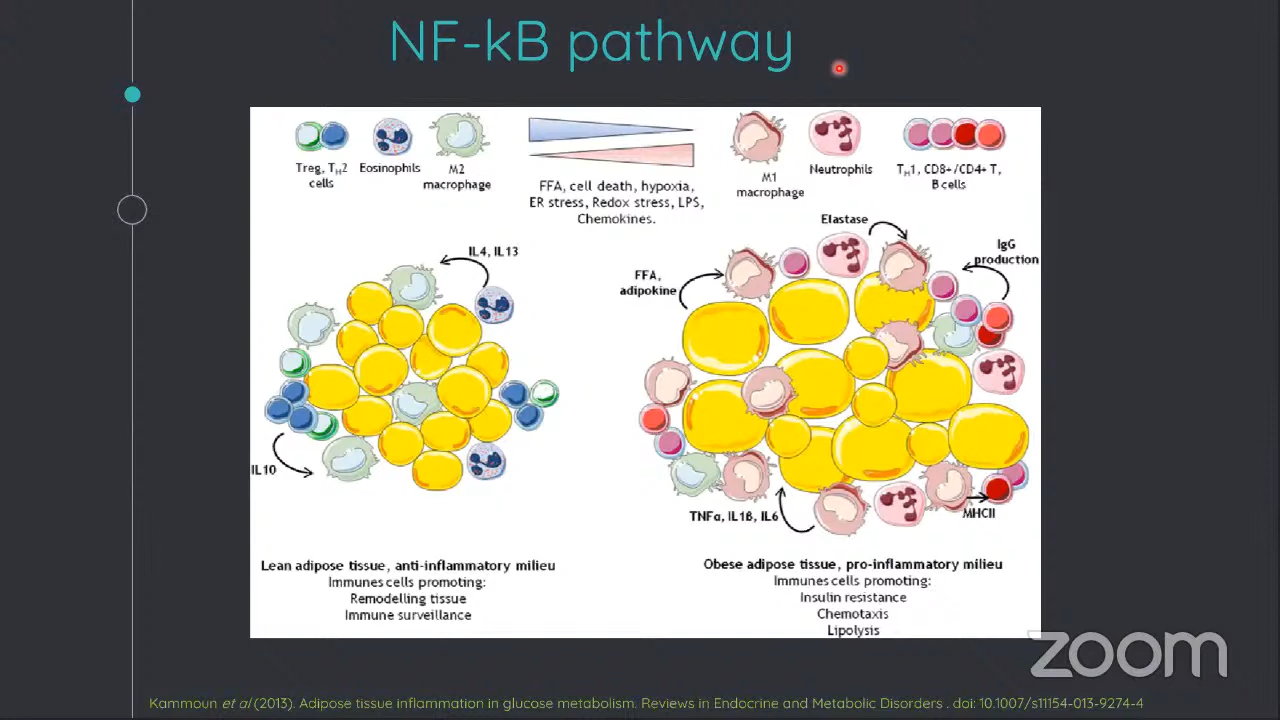 NF-kB pathway
Treg, TH2
cells
Eosinophils
M2
macrophage
FFA, cell death, hypoxia,
ER stress, Redox stress, LPS,
Chemokines.
M1
macrophage
Neutrophils
TH1, CD8+/CD4+ T,
B cells
IL4, IL13
IL10
Elastase
FFA,
adipokine
IgG
production
TNFα, IL1ß, IL6
MHCII
Lean adipose tissue, anti-inflammatory milieu
Immunes cells promoting:
Remodelling tissue
Immune surveillance
Obese adipose tissue, pro-inflammatory milieu
Immunes cells promoting:
Insulin resistance
Chemotaxis
Lipolysis
zoom
Kammoun et al (2013). Adipose tissue inflammation in glucose metabolism. Reviews in Endocrine and Metabolic Disorders . doi: 10.1007/s11154-013-9274-4